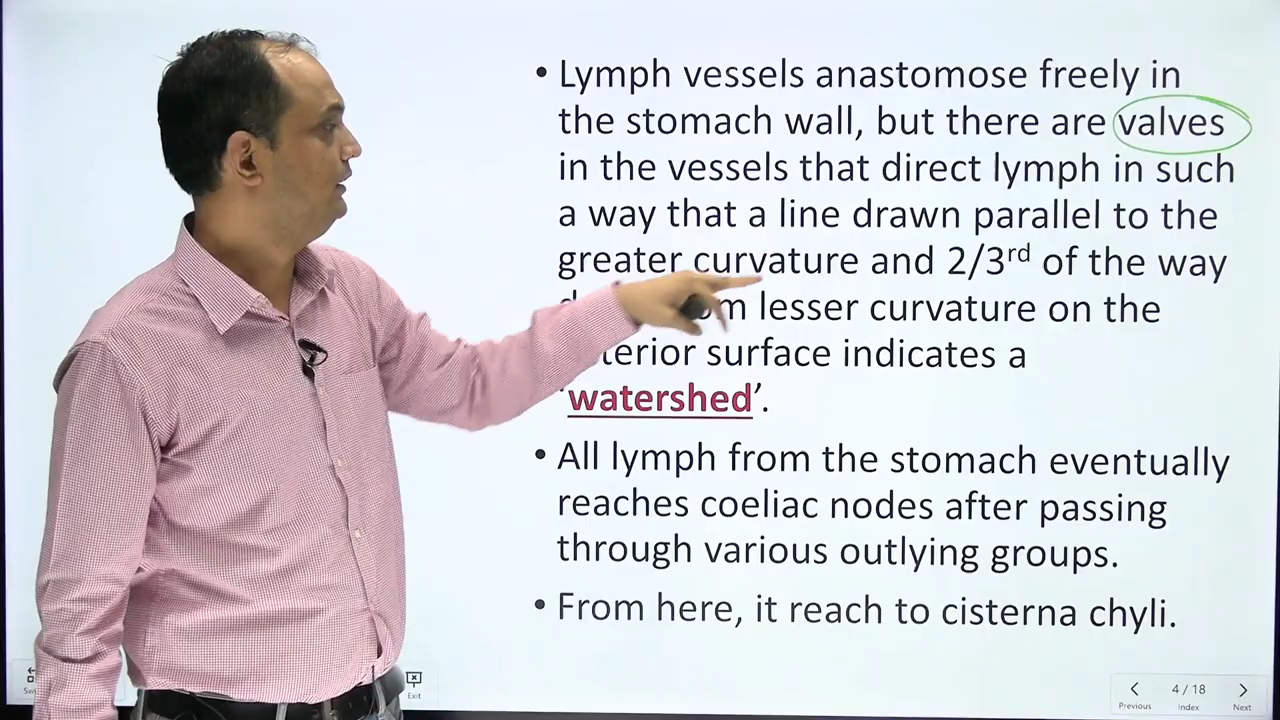 • Lymph vessels anastomose freely in
the stomach wall, but there are valves
in the vessels that direct lymph in such
a way that a line drawn parallel to the
greater curvature and 2/3rd of the way
lesser curvature on the
surface indicates a
‘watershed’.
• All lymph from the stomach eventually
reaches coeliac nodes after passing
through various outlying groups.
• From here, it reach to cisterna chyli.
Exit
4 / 18
Previous Index Next